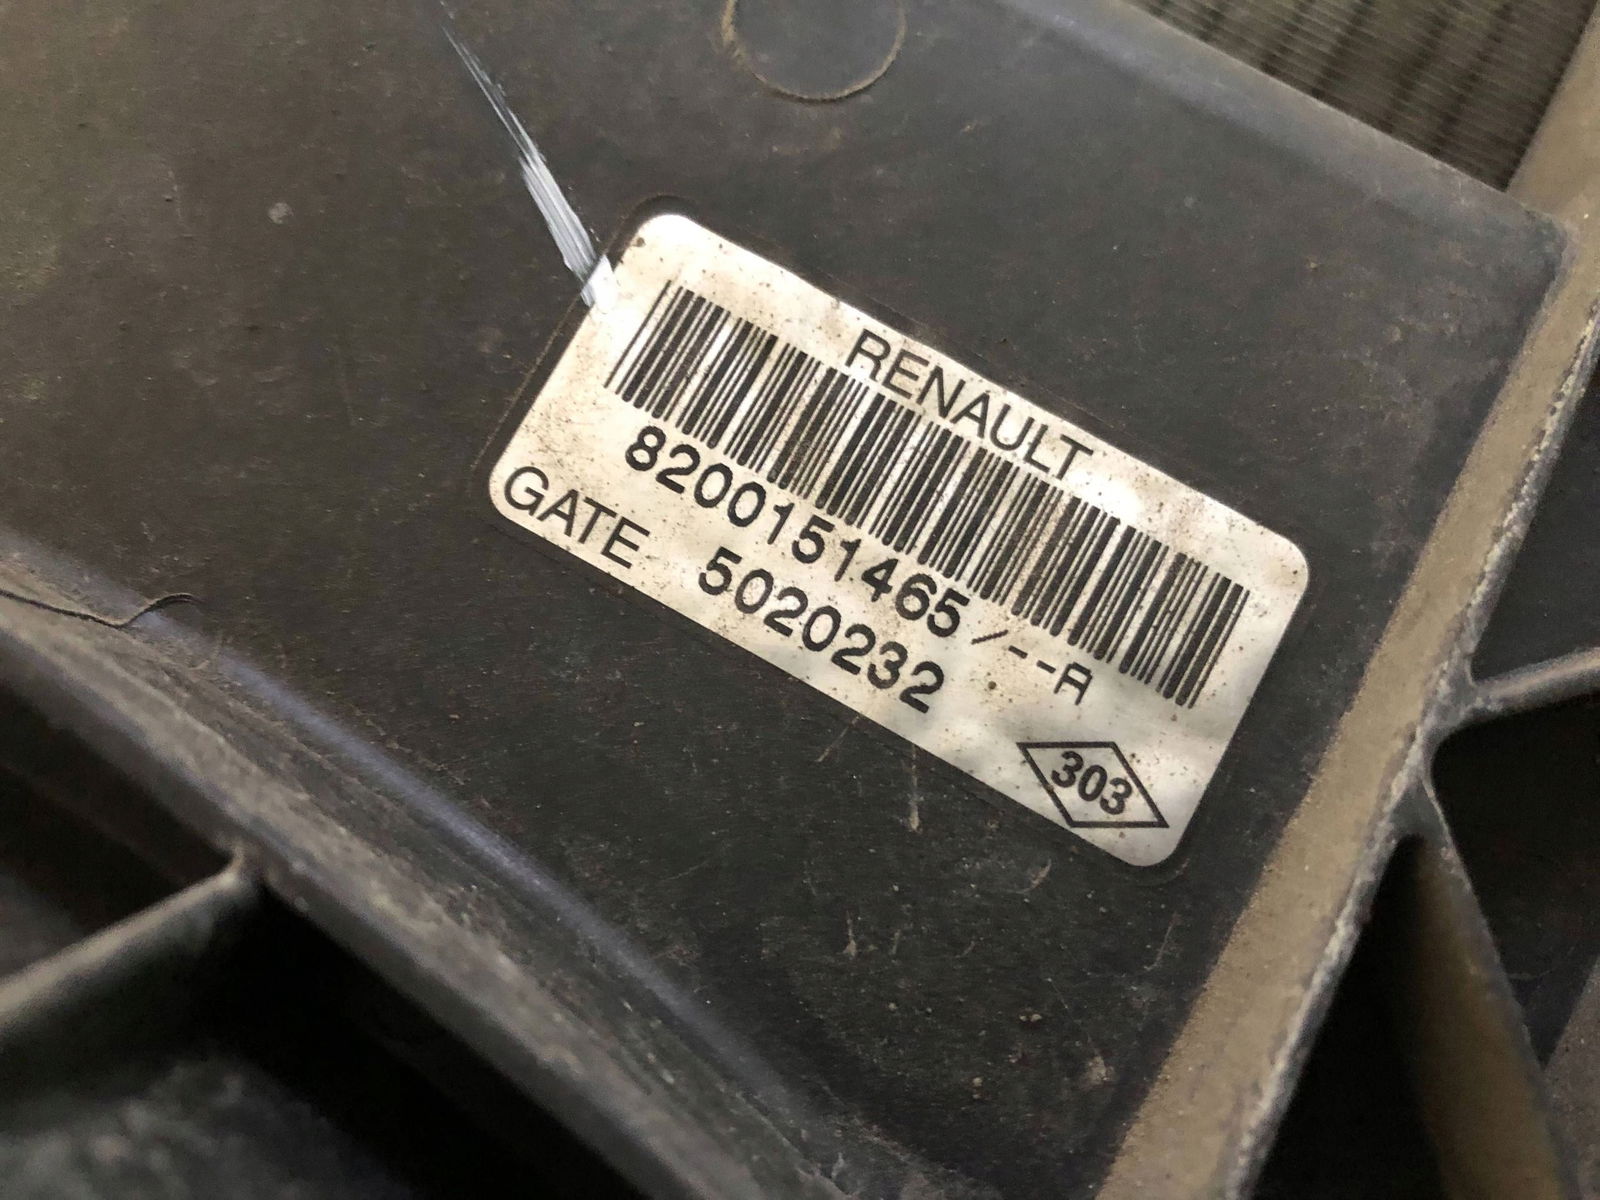 RENAULT
8200151465/--A
GATE 5020232
303